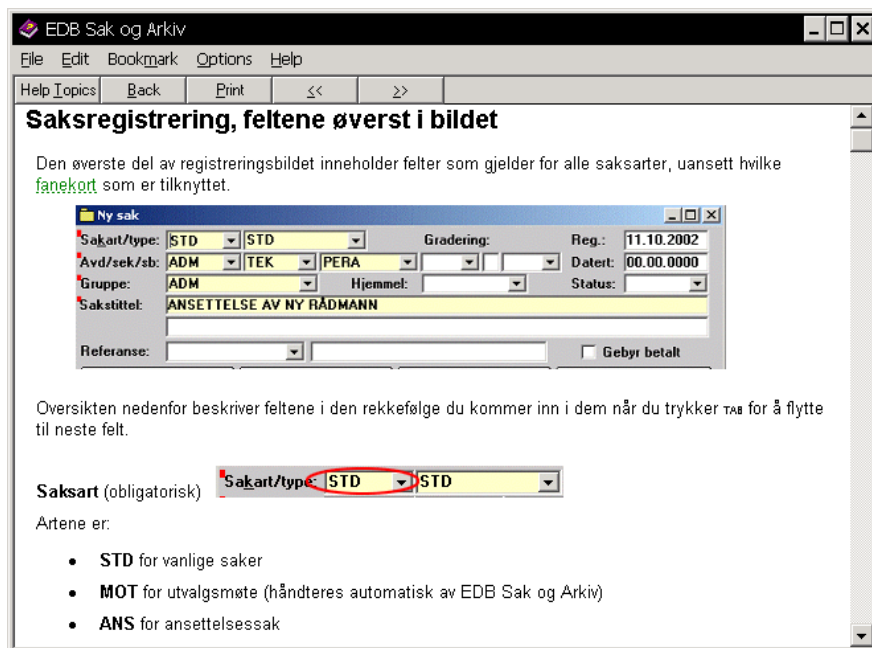 EDB Sak og Arkiv
File Edit Bookmark Options Help
Help Topics Back Print << >>
Saksregistrering, feltene øverst i bildet
Den øverste del av registreringsbildet inneholder felter som gjelder for alle saksarter, uansett hvilke
fanekort som er tilknyttet.
Ny sak
Sakart/type: STD STD Gradering: Reg.: 11.10.2002
Avd/sek/sb: ADM TEK PERA Datert: 00.00.0000
Gruppe: ADM Hjemmel: Status:
Sakstittel: ANSETTELSE AV NY RÅDMANN
Referanse: Gebyr betalt
Oversikten nedenfor beskriver feltene i den rekkefølge du kommer inn i dem når du trykker TAB for å flytte
til neste felt.
Saksart (obligatorisk) Sakart/type: STD STD
Artene er:
• STD for vanlige saker
• MOT for utvalgsmøte (håndteres automatisk av EDB Sak og Arkiv)
• ANS for ansettelsessak